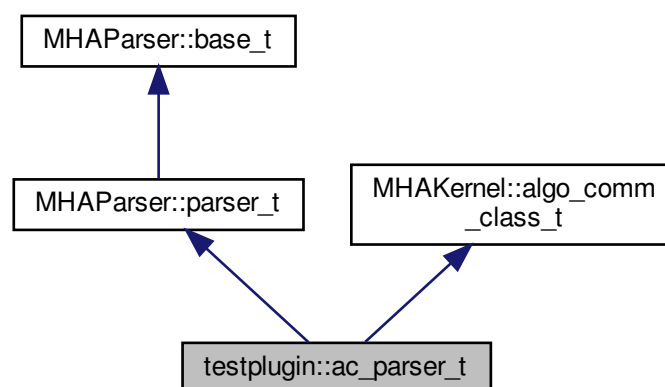 MHAParser::base_t
MHAParser::parser_t
MHAKernel::algo_comm
_class_t
testplugin::ac_parser_t